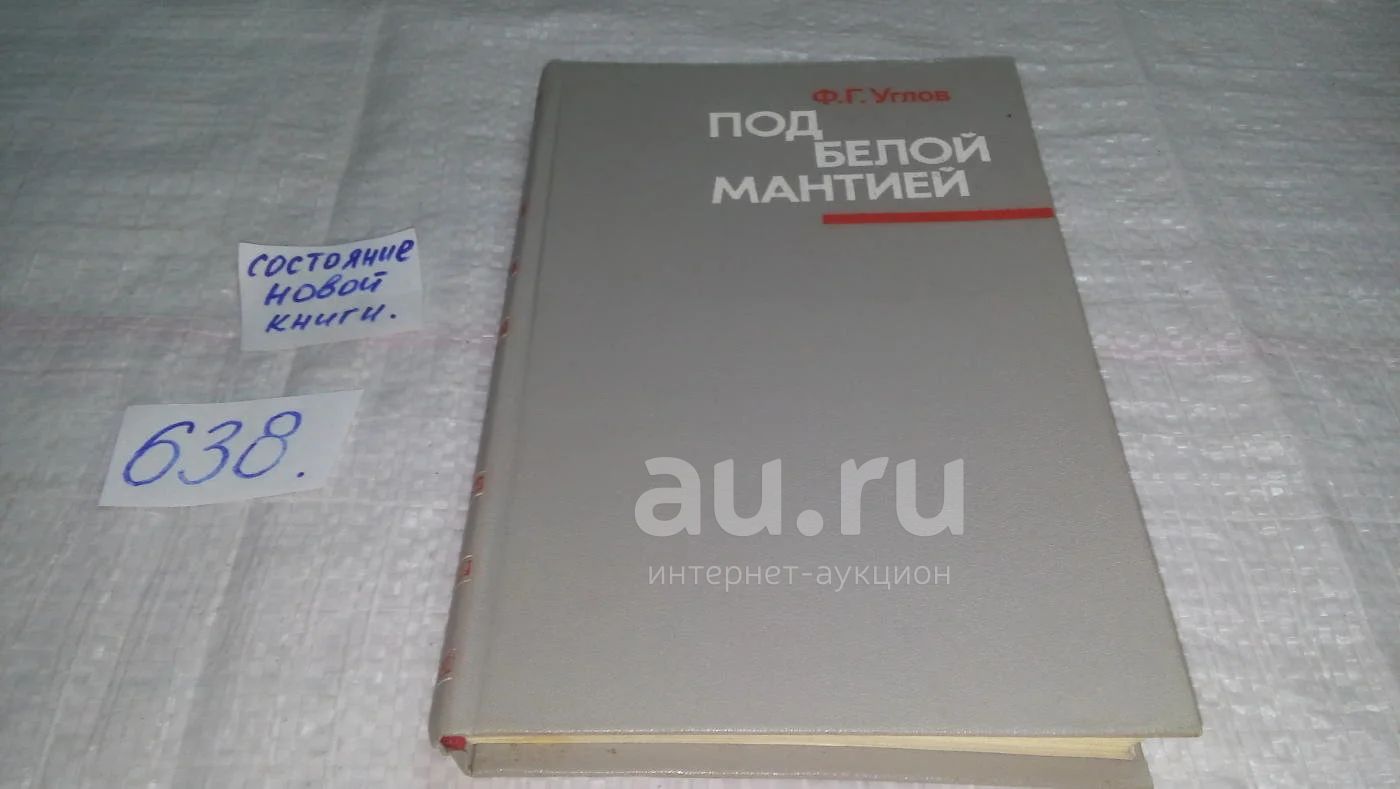 Ф.Г. Углов
ПОД
БЕЛОЙ
МАНТИЕЙ
состояние
новой
книги.
638.
au.ru
интернет-аукцион